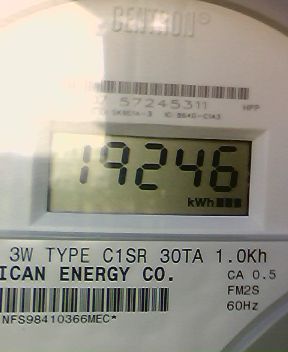 CENTRON®
57245311 HPP
19246
kWh
3W TYPE C1SR 30TA 1.0Kh
ICAN ENERGY CO. CA 0.5
FM2S
60Hz
NFS98410366MEC*